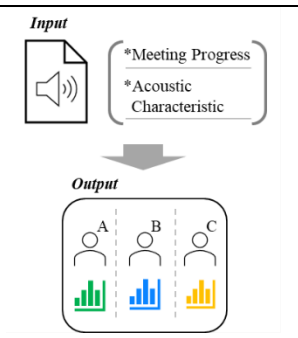 Input
*Meeting Progress
*Acoustic
Characteristic
Output
A B C